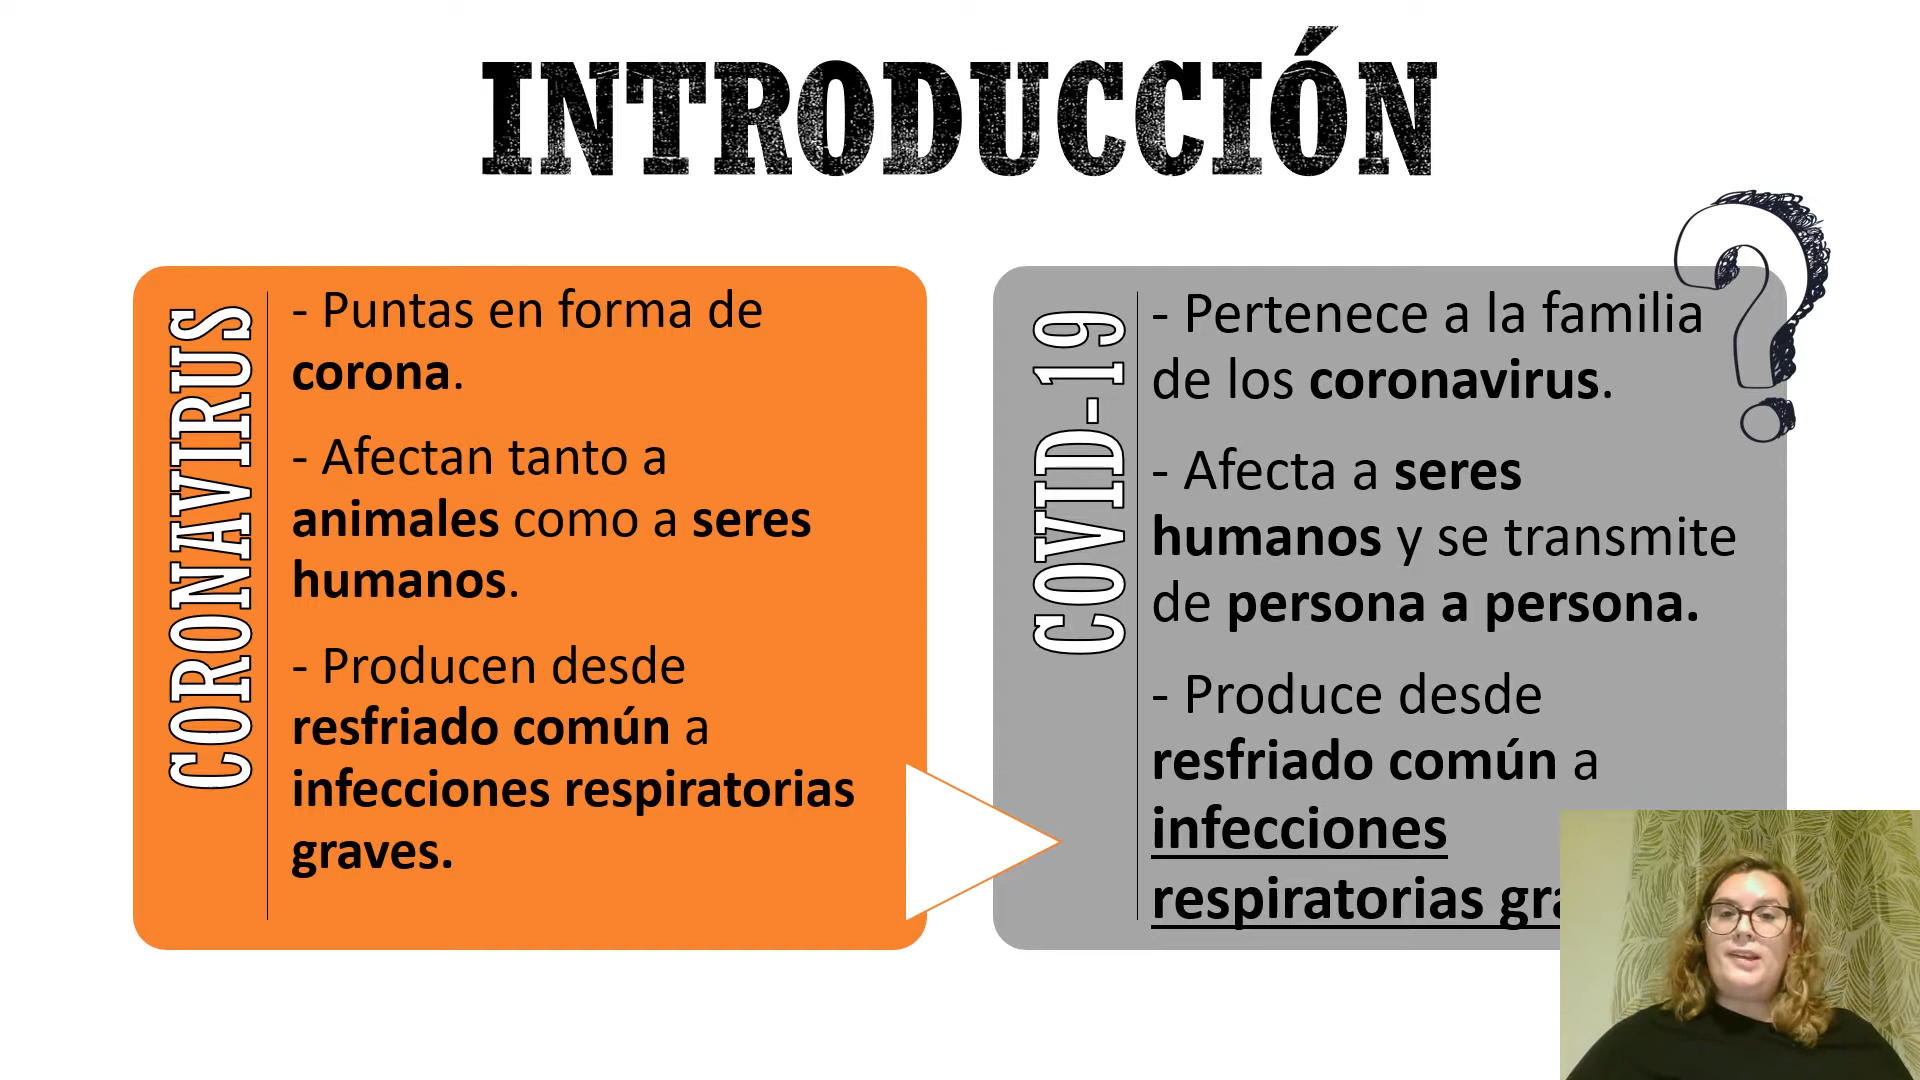 INTRODUCCIÓN
CORONAVIRUS
- Puntas en forma de
corona.
- Afectan tanto a
animales como a seres
humanos.
- Producen desde
resfriado común a
infecciones respiratorias
graves.
COVID-19
- Pertenece a la familia
de los coronavirus.
- Afecta a seres
humanos y se transmite
de persona a persona.
- Produce desde
resfriado común a
infecciones
respiratorias
?